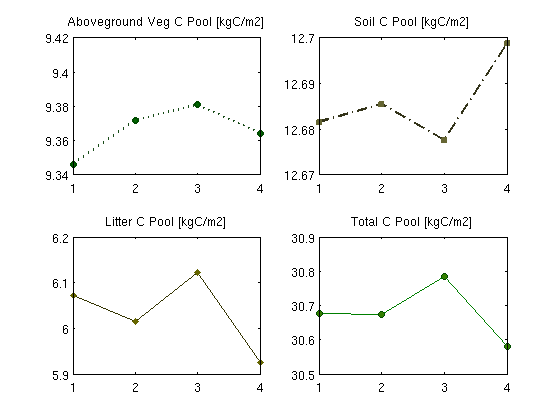 Aboveground Veg C Pool [kgC/m2]
9.42
9.4
9.38
9.36
9.34
1 2 3 4
Soil C Pool [kgC/m2]
12.7
12.69
12.68
12.67
1 2 3 4
Litter C Pool [kgC/m2]
6.2
6.1
6
5.9
1 2 3 4
Total C Pool [kgC/m2]
30.9
30.8
30.7
30.6
30.5
1 2 3 4